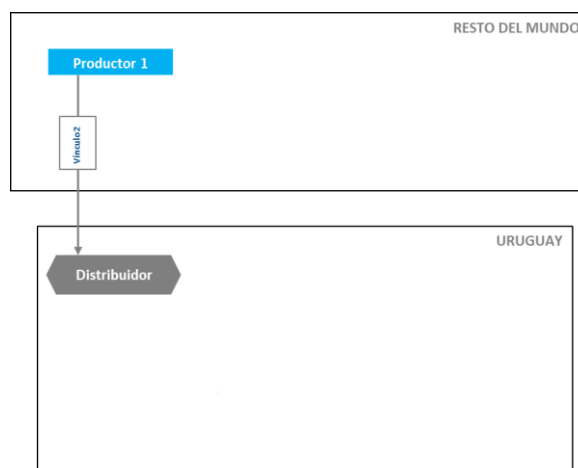 RESTO DEL MUNDO
Productor 1
Vínculo2
URUGUAY
Distribuidor